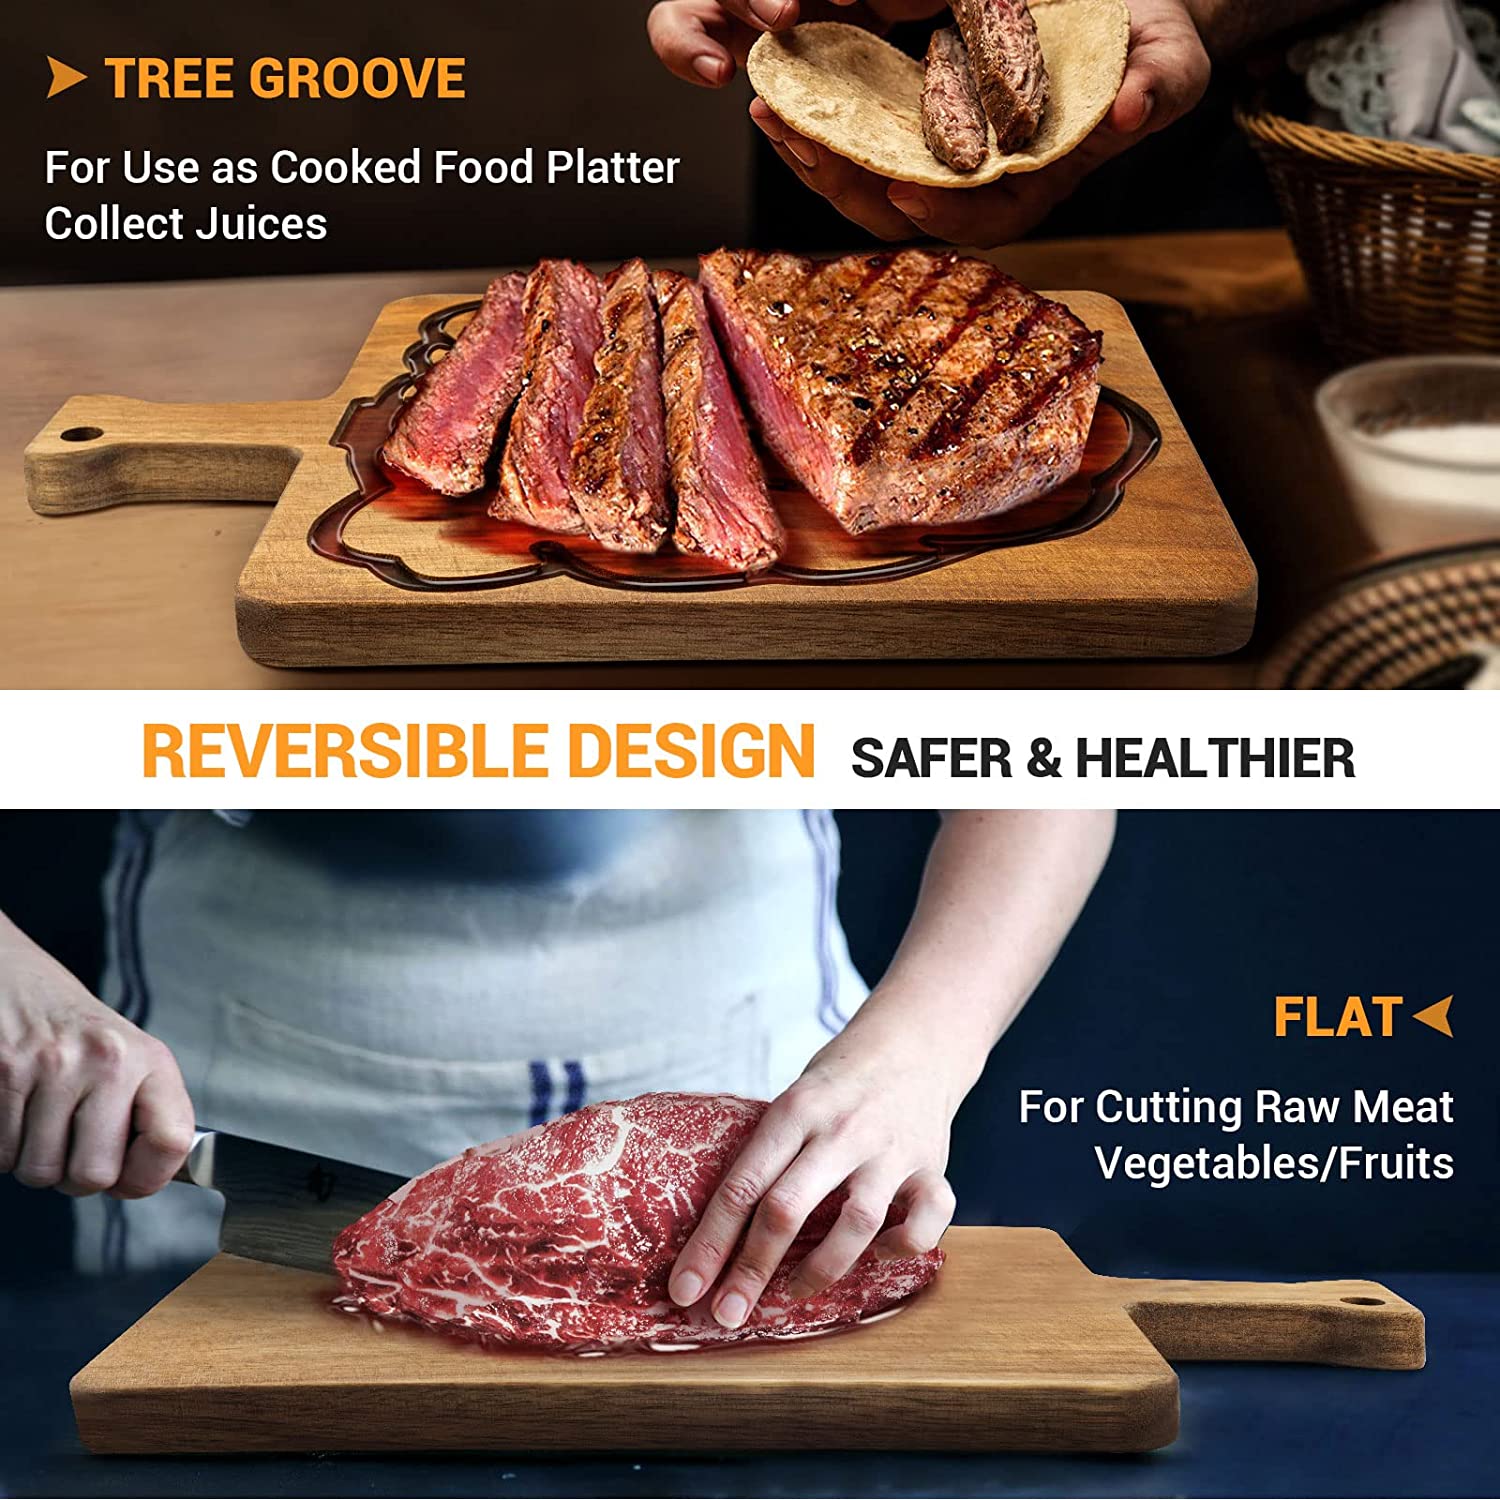 TREE GROOVE
For Use as Cooked Food Platter
Collect Juices
REVERSIBLE DESIGN SAFER & HEALTHIER
FLAT
For Cutting Raw Meat
Vegetables/Fruits